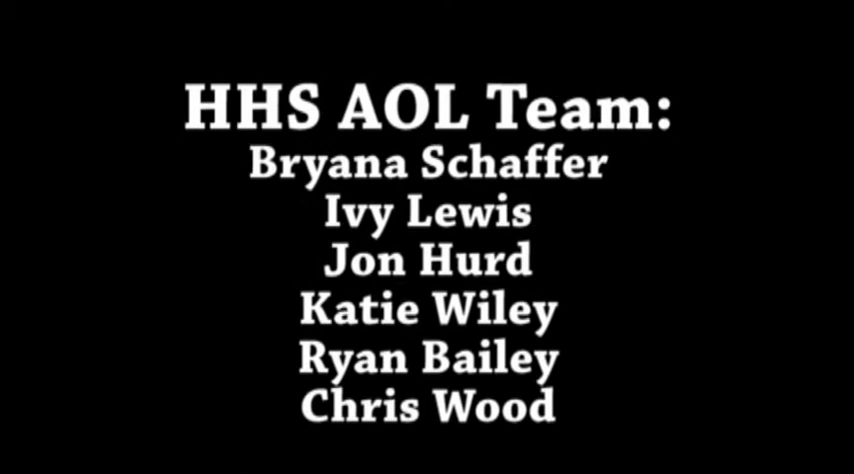 HHS AOL Team:
Bryana Schaffer
Ivy Lewis
Jon Hurd
Katie Wiley
Ryan Bailey
Chris Wood